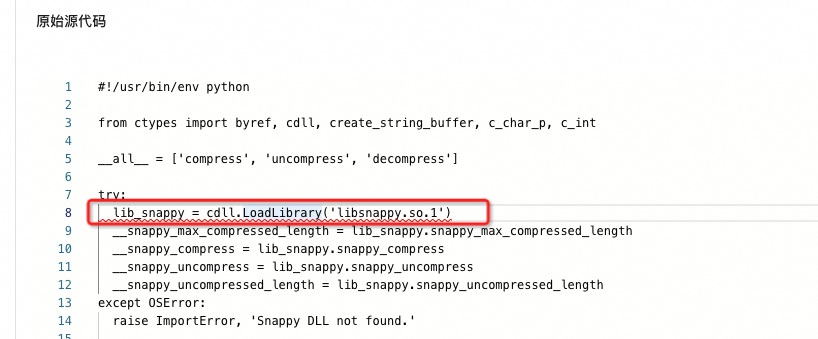 原始源代码
1 #!/usr/bin/env python
2
3 from ctypes import byref, cdll, create_string_buffer, c_char_p, c_int
4
5 __all__ = ['compress', 'uncompress', 'decompress']
6
7 try:
8   lib_snappy = cdll.LoadLibrary('libsnappy.so.1')
9   __snappy_max_compressed_length = lib_snappy.snappy_max_compressed_length
10   __snappy_compress = lib_snappy.snappy_compress
11   __snappy_uncompress = lib_snappy.snappy_uncompress
12   __snappy_uncompressed_length = lib_snappy.snappy_uncompressed_length
13 except OSError:
14   raise ImportError, 'Snappy DLL not found.'
15